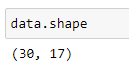 data.shape
(30, 17)